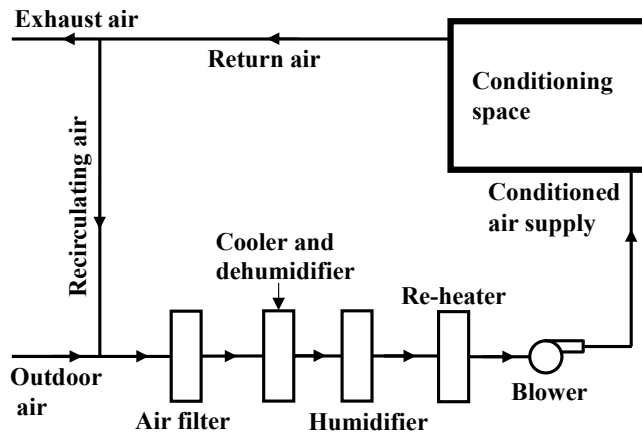 Exhaust air
Return air
Conditioning
space
Recirculating air
Conditioned
air supply
Cooler and
dehumidifier
Re-heater
Outdoor
air
Air filter
Humidifier
Blower